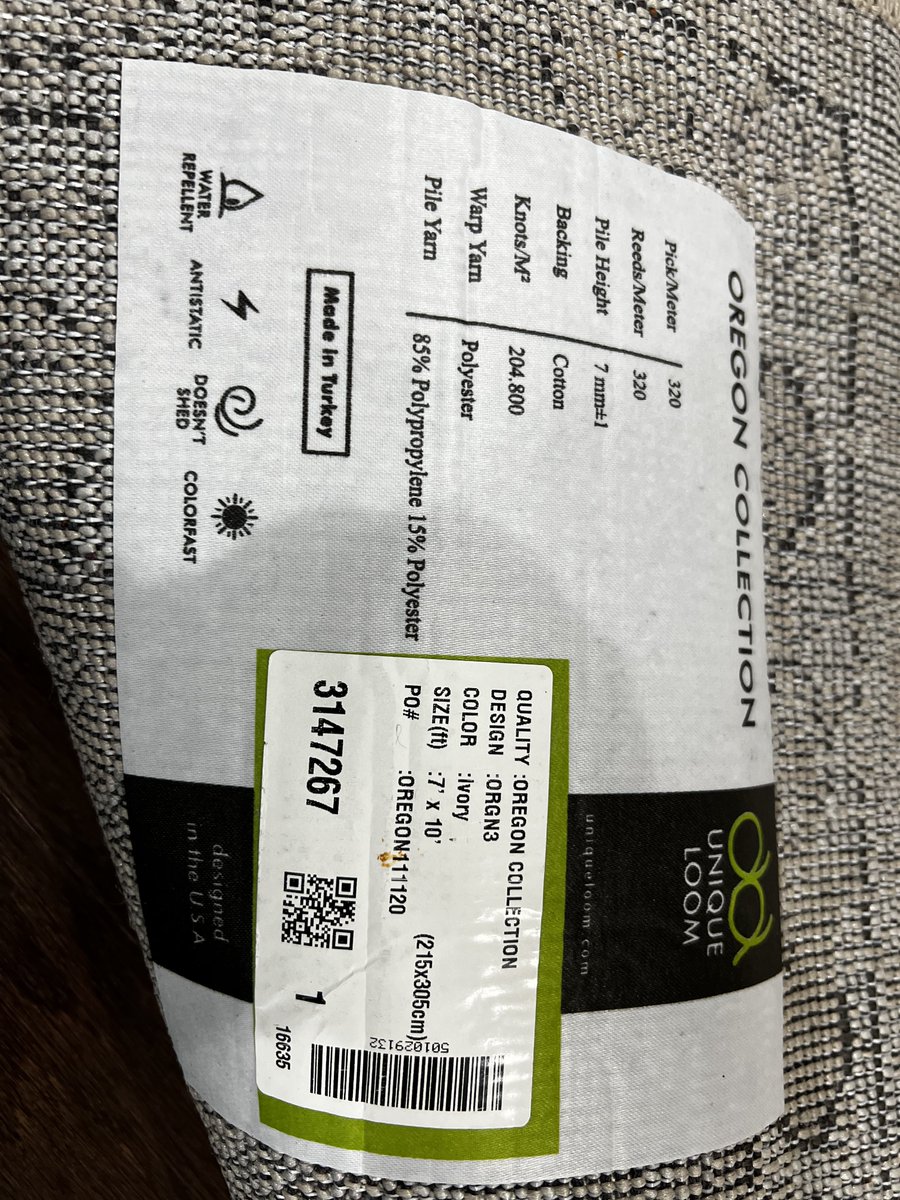 OREGON COLLECTION
Pick/Meter 320
Reeds/Meter 320
Pile Height 7 mm±1
Backing Cotton
Knots/M² 204.800
Warp Yarn Polyester
Pile Yarn 85% Polypropylene 15% Polyester
Made in Turkey
WATER
REPELLENT
ANTISTATIC
DOESN'T
SHED
COLORFAST
UNIQUE
LOOM
uniqueloom.com
QUALITY :OREGON COLLECTION
DESIGN :ORGN3
COLOR :ivory
SIZE(ft) :7' x 10' (215x305cm)
PO# :OREGON111120
3147267
1
16635
501029132
designed
in the USA